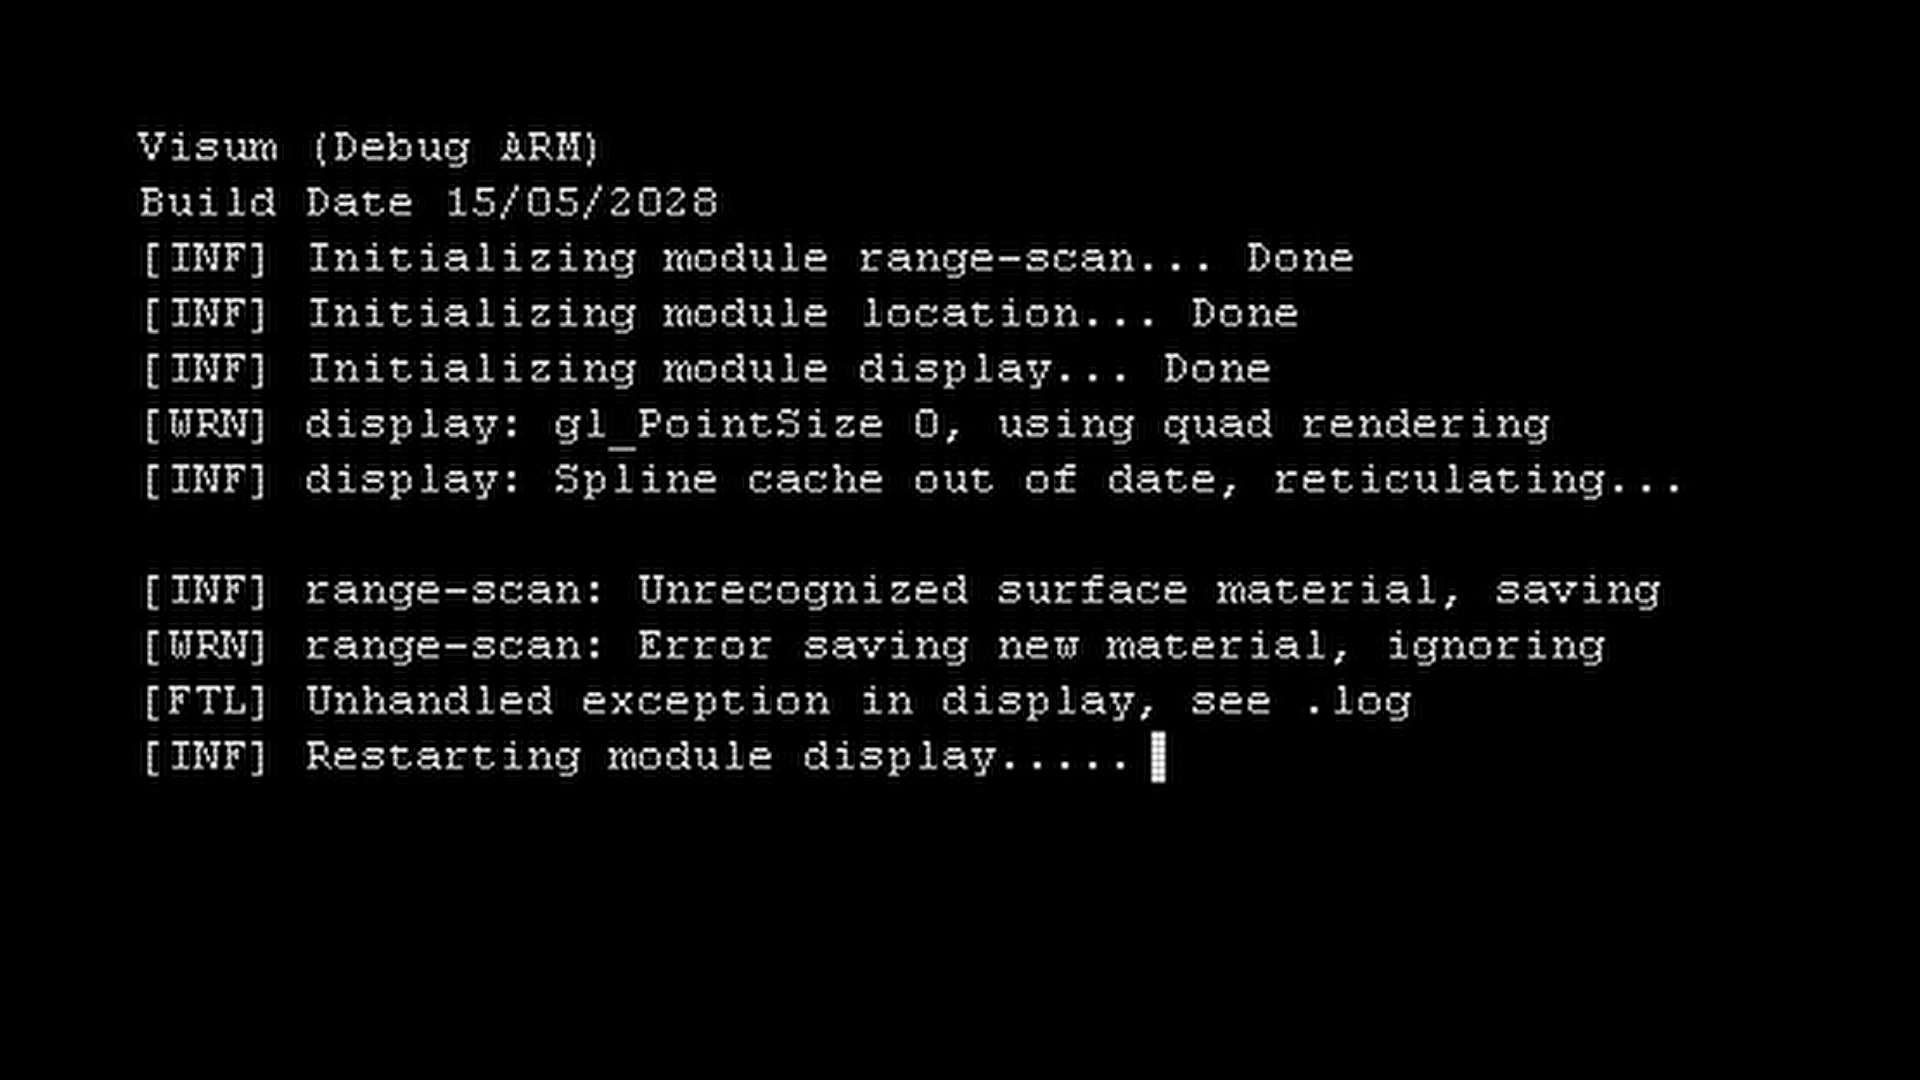 Visum (Debug ARM)
Build Date 15/05/2028
[INF] Initializing module range-scan... Done
[INF] Initializing module location... Done
[INF] Initializing module display... Done
[WRN] display: gl_PointSize 0, using quad rendering
[INF] display: Spline cache out of date, reticulating...
[INF] range-scan: Unrecognized surface material, saving
[WRN] range-scan: Error saving new material, ignoring
[FTL] Unhandled exception in display, see .log
[INF] Restarting module display.....